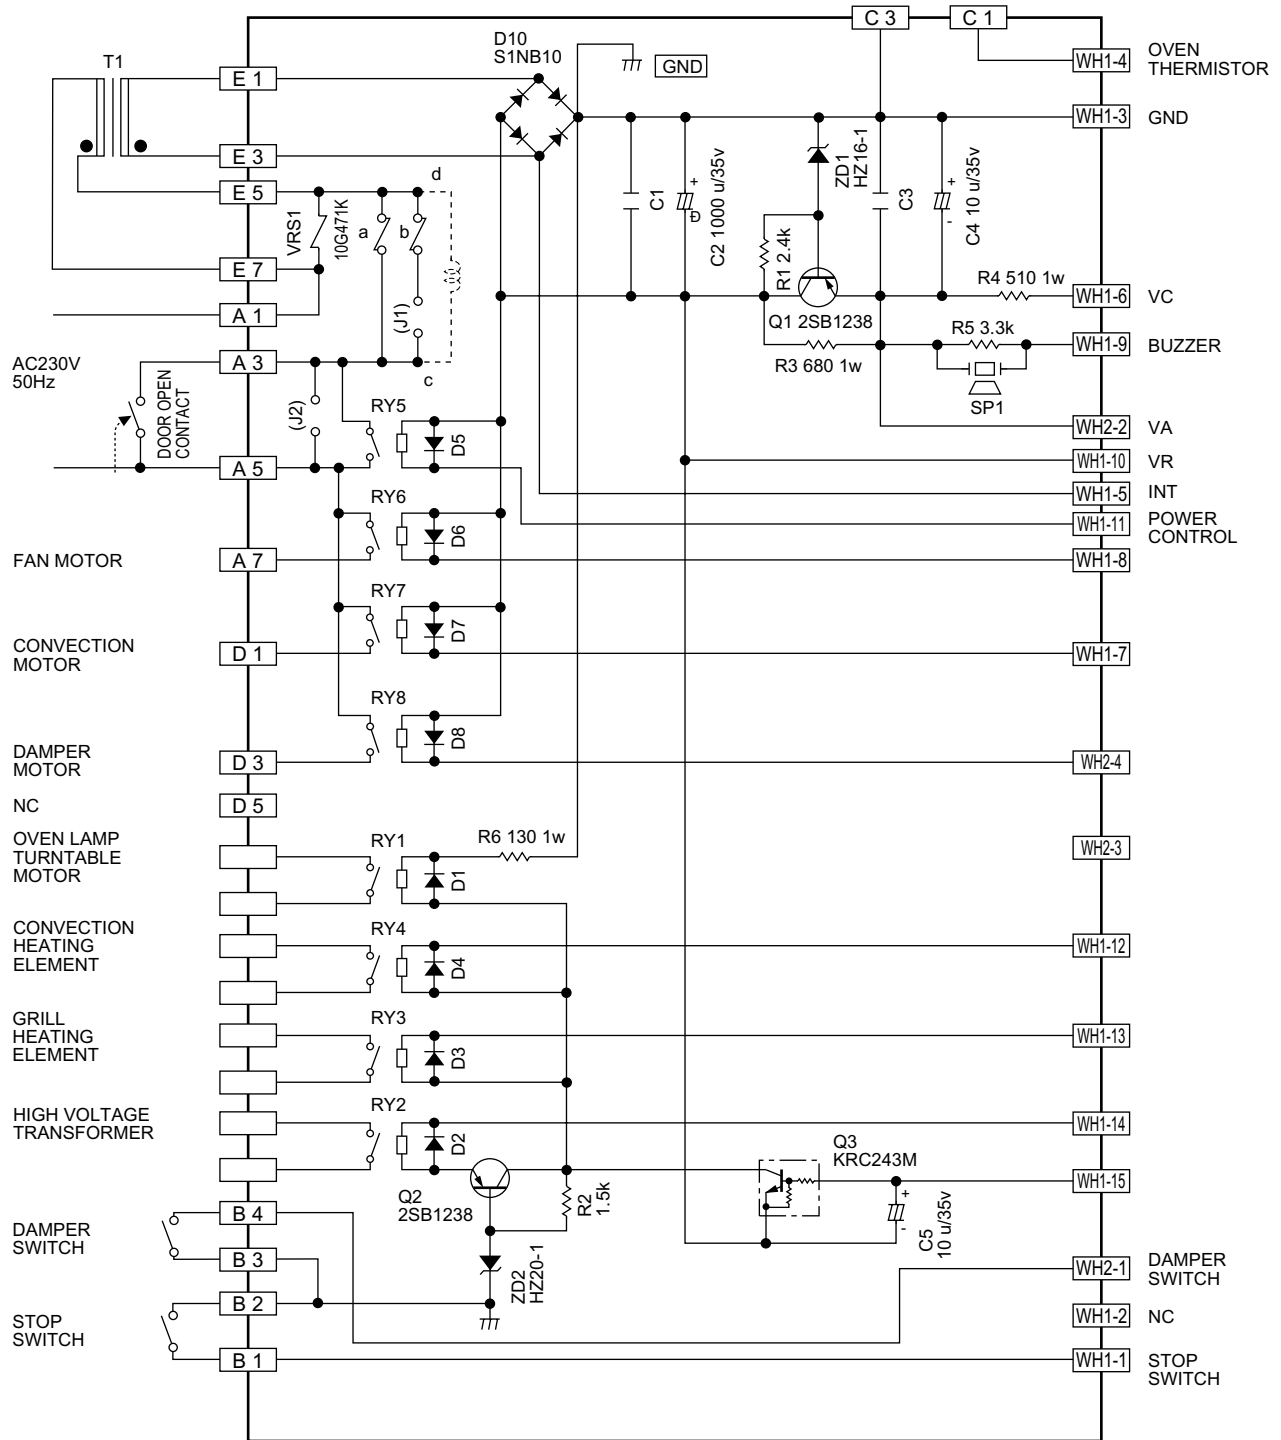 C 3
C 1
D10
S1NB10
GND
T1
E 1
WH1-4
OVEN
THERMISTOR
WH1-3
GND
E 3
E 5
d
VRS1
10G471K
a
b
(J1)
C1
+
Đ
C2 1000 u/35v
ZD1
HZ16-1
R1 2.4k
C3
+
-
C4 10 u/35v
E 7
A 1
R4 510 1w
WH1-6
VC
Q1 2SB1238
R5 3.3k
WH1-9
BUZZER
R3 680 1w
SP1
AC230V
50Hz
A 3
c
DOOR OPEN
CONTACT
(J2)
RY5
D5
WH2-2
VA
A 5
WH1-10
VR
WH1-5
INT
RY6
D6
WH1-11
POWER
CONTROL
FAN MOTOR
A 7
WH1-8
RY7
D7
CONVECTION
MOTOR
D 1
WH1-7
RY8
D8
DAMPER
MOTOR
D 3
WH2-4
NC
D 5
OVEN LAMP
TURNTABLE
MOTOR
RY1
D1
R6 130 1w
WH2-3
CONVECTION
HEATING
ELEMENT
RY4
D4
WH1-12
GRILL
HEATING
ELEMENT
RY3
D3
WH1-13
HIGH VOLTAGE
TRANSFORMER
RY2
D2
WH1-14
Q3
KRC243M
WH1-15
Q2
2SB1238
R2
1.5k
+
-
C5
10 u/35v
DAMPER
SWITCH
B 4
B 3
ZD2
HZ20-1
WH2-1
DAMPER
SWITCH
B 2
WH1-2
NC
STOP
SWITCH
B 1
WH1-1
STOP
SWITCH